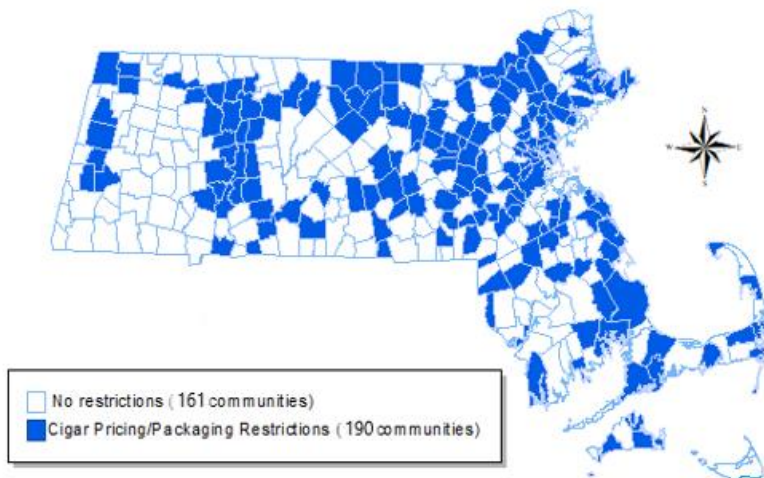 N
W E
S
No restrictions ( 161 communities)
Cigar Pricing/Packaging Restrictions ( 190 communities)